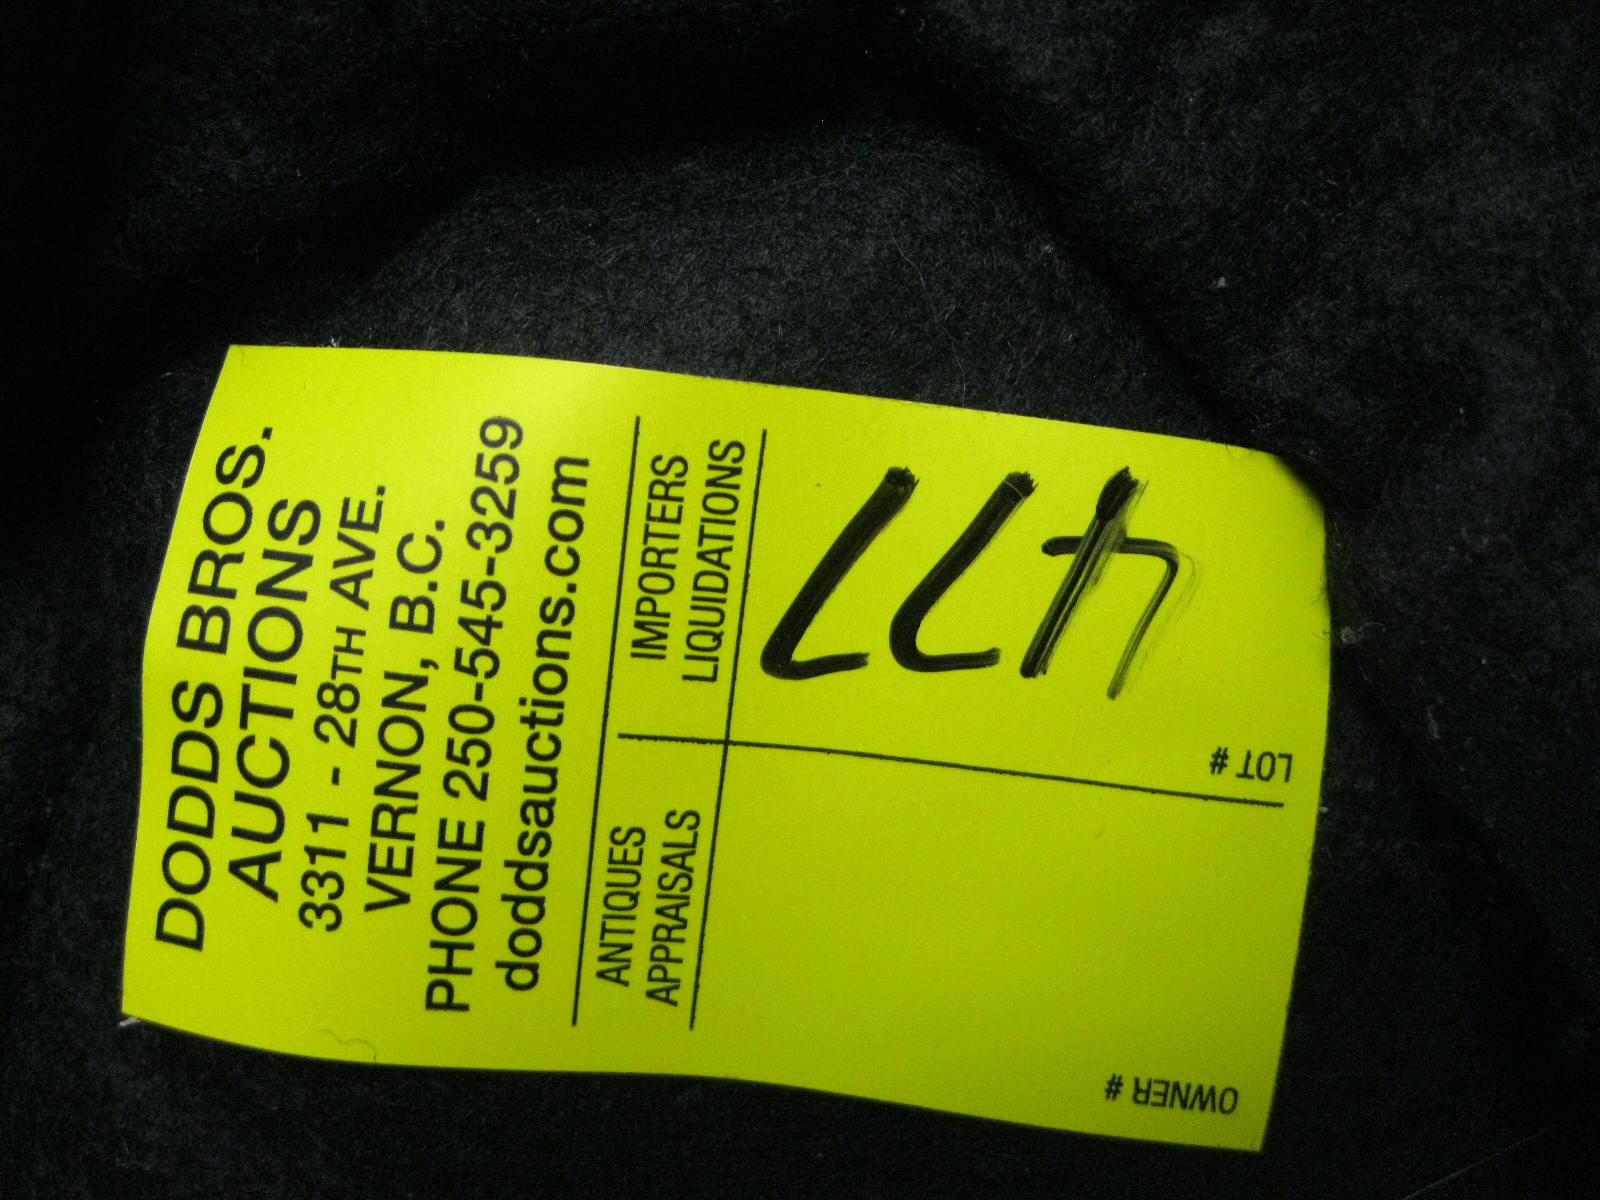 DODDS BROS.
AUCTIONS
3311 - 28TH AVE.
VERNON, B.C.
PHONE 250-545-3259
doddsauctions.com
ANTIQUES
APPRAISALS
IMPORTERS
LIQUIDATIONS
LOT #
477
OWNER #